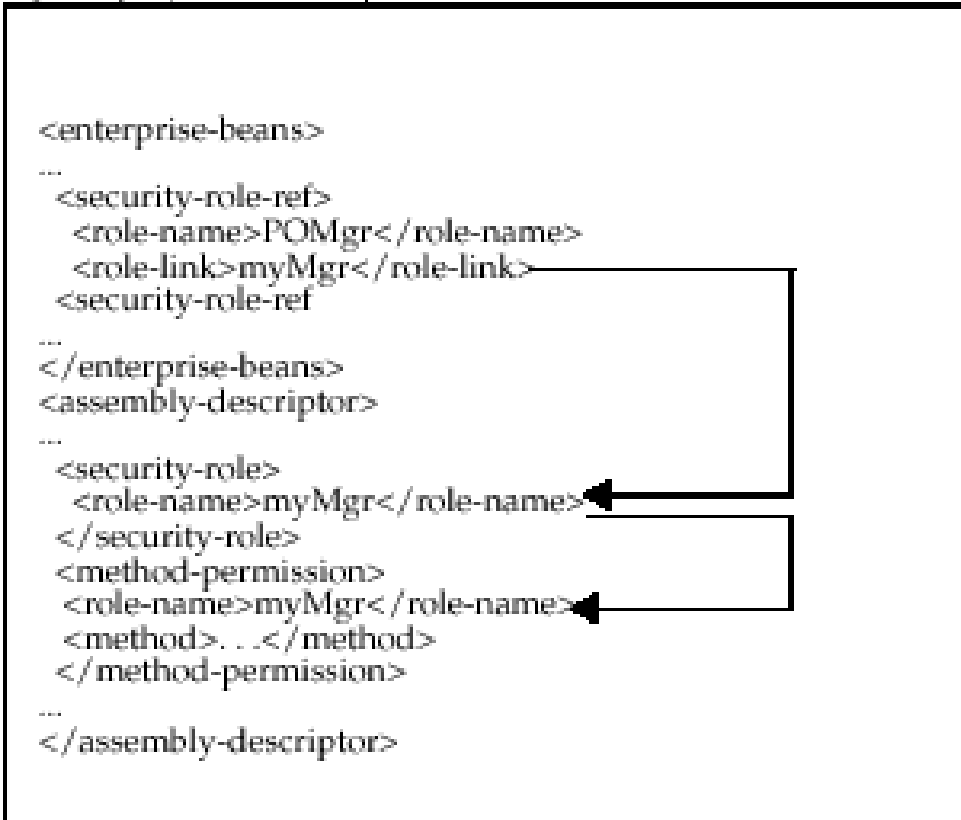 <enterprise-beans>
...
<security-role-ref>
<role-name>POMgr</role-name>
<role-link>myMgr</role-link>
<security-role-ref
...
</enterprise-beans>
<assembly-descriptor>
...
<security-role>
<role-name>myMgr</role-name>
</security-role>
<method-permission>
<role-name>myMgr</role-name>
<method>. . .</method>
</method-permission>
...
</assembly-descriptor>